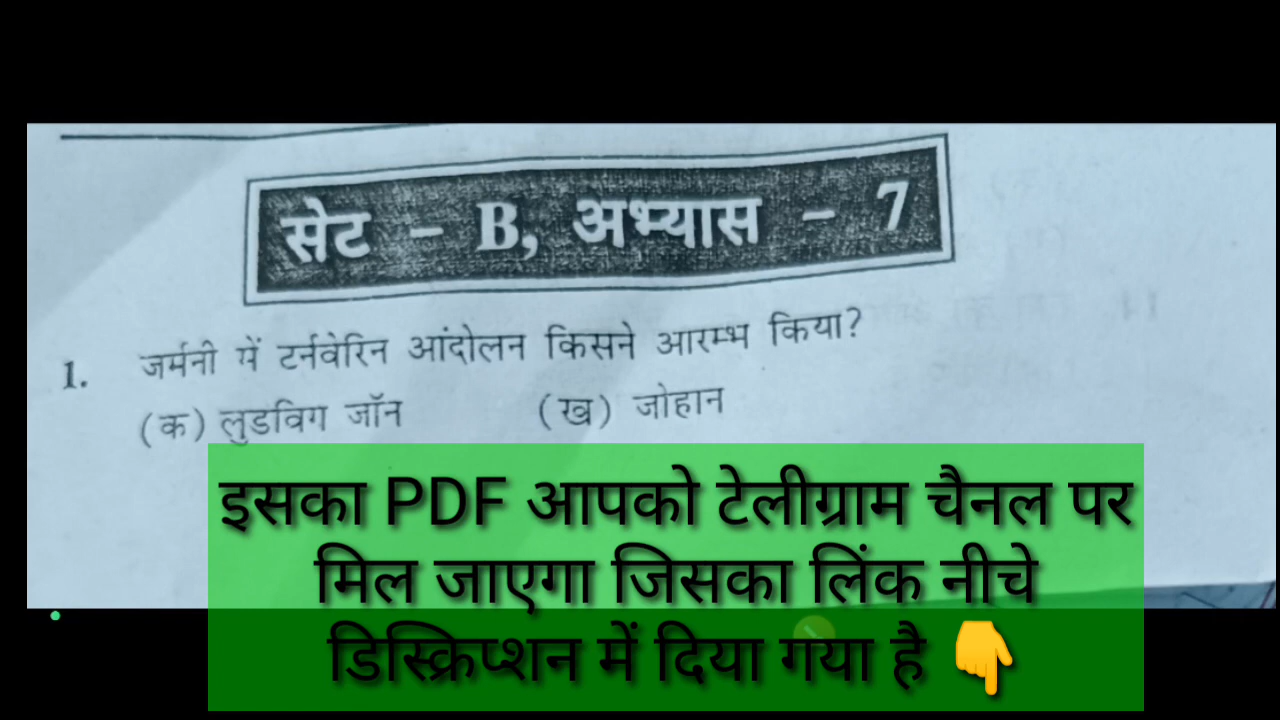 सेट – B, अभ्यास – 7
1. जर्मनी में टर्नवेरिन आंदोलन किसने आरम्भ किया?
(क) लुडविग जॉन (ख) जोहान
इसका PDF आपको टेलीग्राम चैनल पर
मिल जाएगा जिसका लिंक नीचे
डिस्क्रिप्शन में दिया गया है 👇